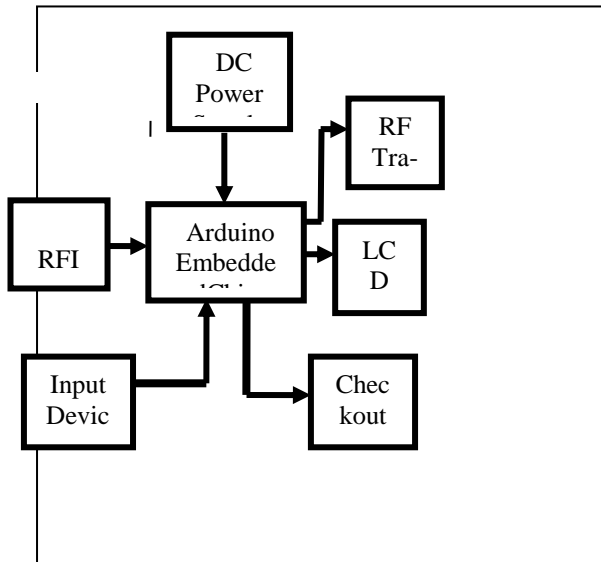 DC
Power
RF
Tra-
RFI
Arduino
Embedde
LC
D
Input
Devic
Chec
kout